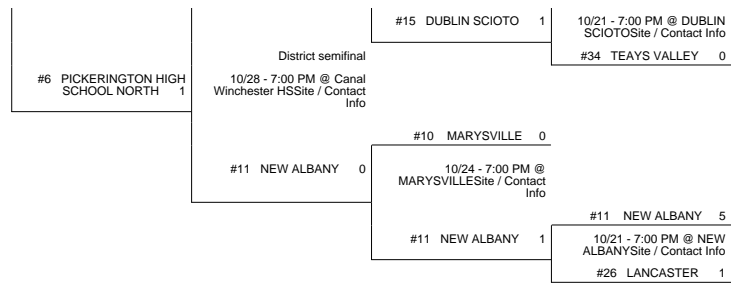 #15 DUBLIN SCIOTO 1
10/21 - 7:00 PM @ DUBLIN
SCIOTOSite / Contact Info
#34 TEAYS VALLEY 0
District semifinal
#6 PICKERINGTON HIGH
SCHOOL NORTH 1
10/28 - 7:00 PM @ Canal
Winchester HSSite / Contact
Info
#10 MARYSVILLE 0
#11 NEW ALBANY 0
10/24 - 7:00 PM @
MARYSVILLESite / Contact
Info
#11 NEW ALBANY 5
#11 NEW ALBANY 1
10/21 - 7:00 PM @ NEW
ALBANYSite / Contact Info
#26 LANCASTER 1